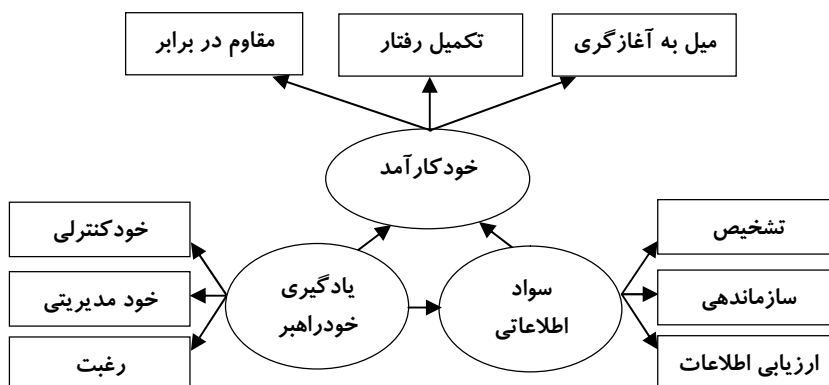 میل به آغازگری
تکمیل رفتار
مقاوم در برابر
خودکارآمد
تشخیص
سازماندهی
ارزیابی اطلاعات
سواد
اطلاعاتی
یادگیری
خودراهبر
خودکنترلی
خود مدیریتی
رغبت